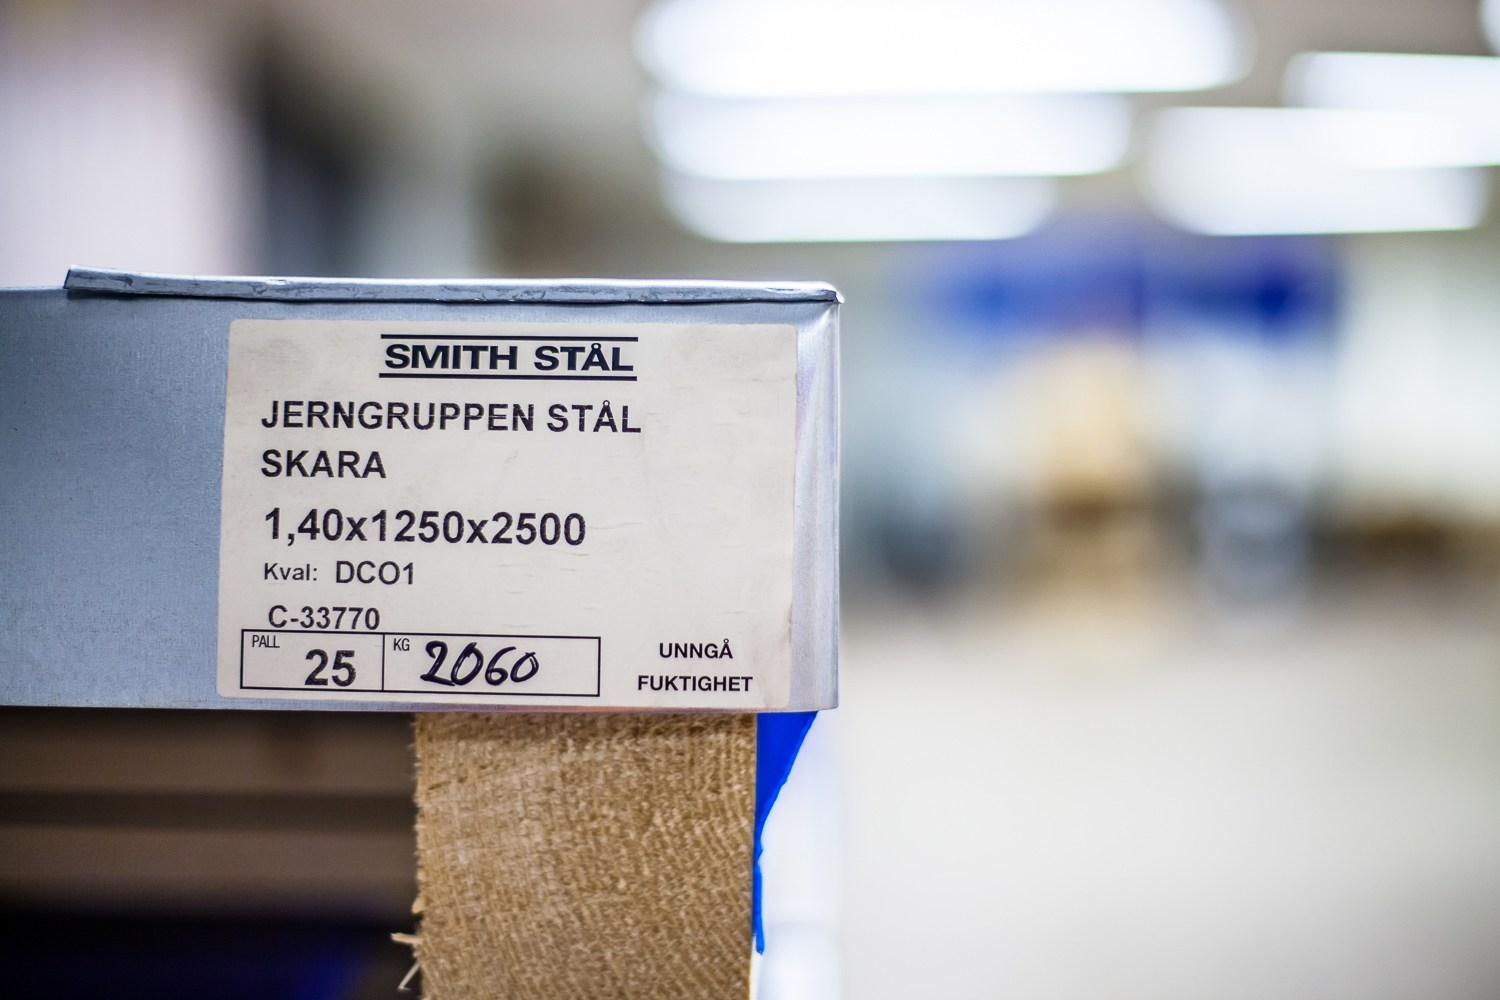 SMITH STÅL
JERNGRUPPEN STÅL
SKARA
1,40x1250x2500
Kval: DCO1
C-33770
PALL 25 KG 2060
UNNGÅ
FUKTIGHET